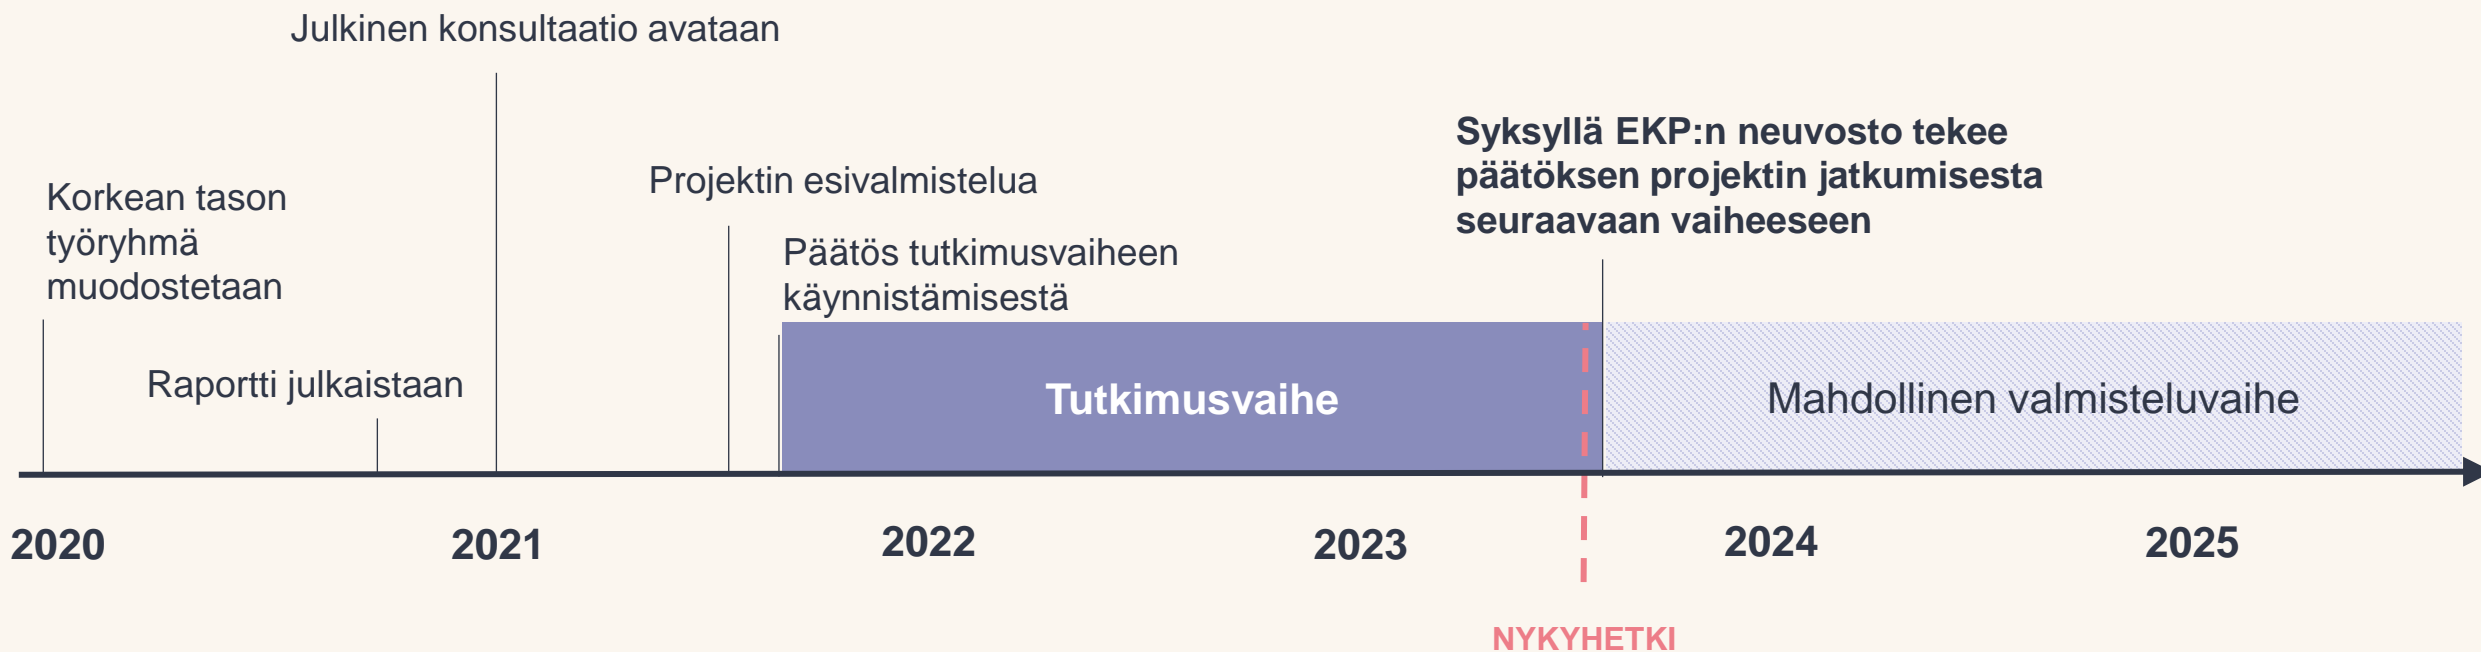 Julkinen konsultaatio avataan
Korkean tason
työryhmä
muodostetaan
Raportti julkaistaan
Projektin esivalmistelua
Päätös tutkimusvaiheen
käynnistämisestä
Syksyllä EKP:n neuvosto tekee
päätöksen projektin jatkumisesta
seuraavaan vaiheeseen
Tutkimusvaihe
Mahdollinen valmisteluvaihe
2020
2021
2022
2023
2024
2025
NYKYHETKI